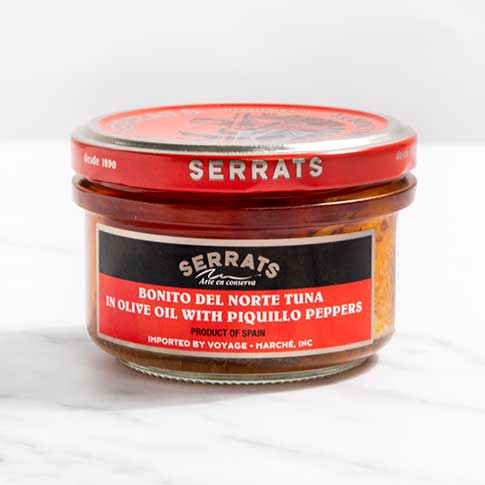 desde 1890 SERRATS desde
SERRATS
Arte en conserva
BONITO DEL NORTE TUNA
IN OLIVE OIL WITH PIQUILLO PEPPERS
PRODUCT OF SPAIN
IMPORTED BY VOYAGE - MARCHÉ, INC